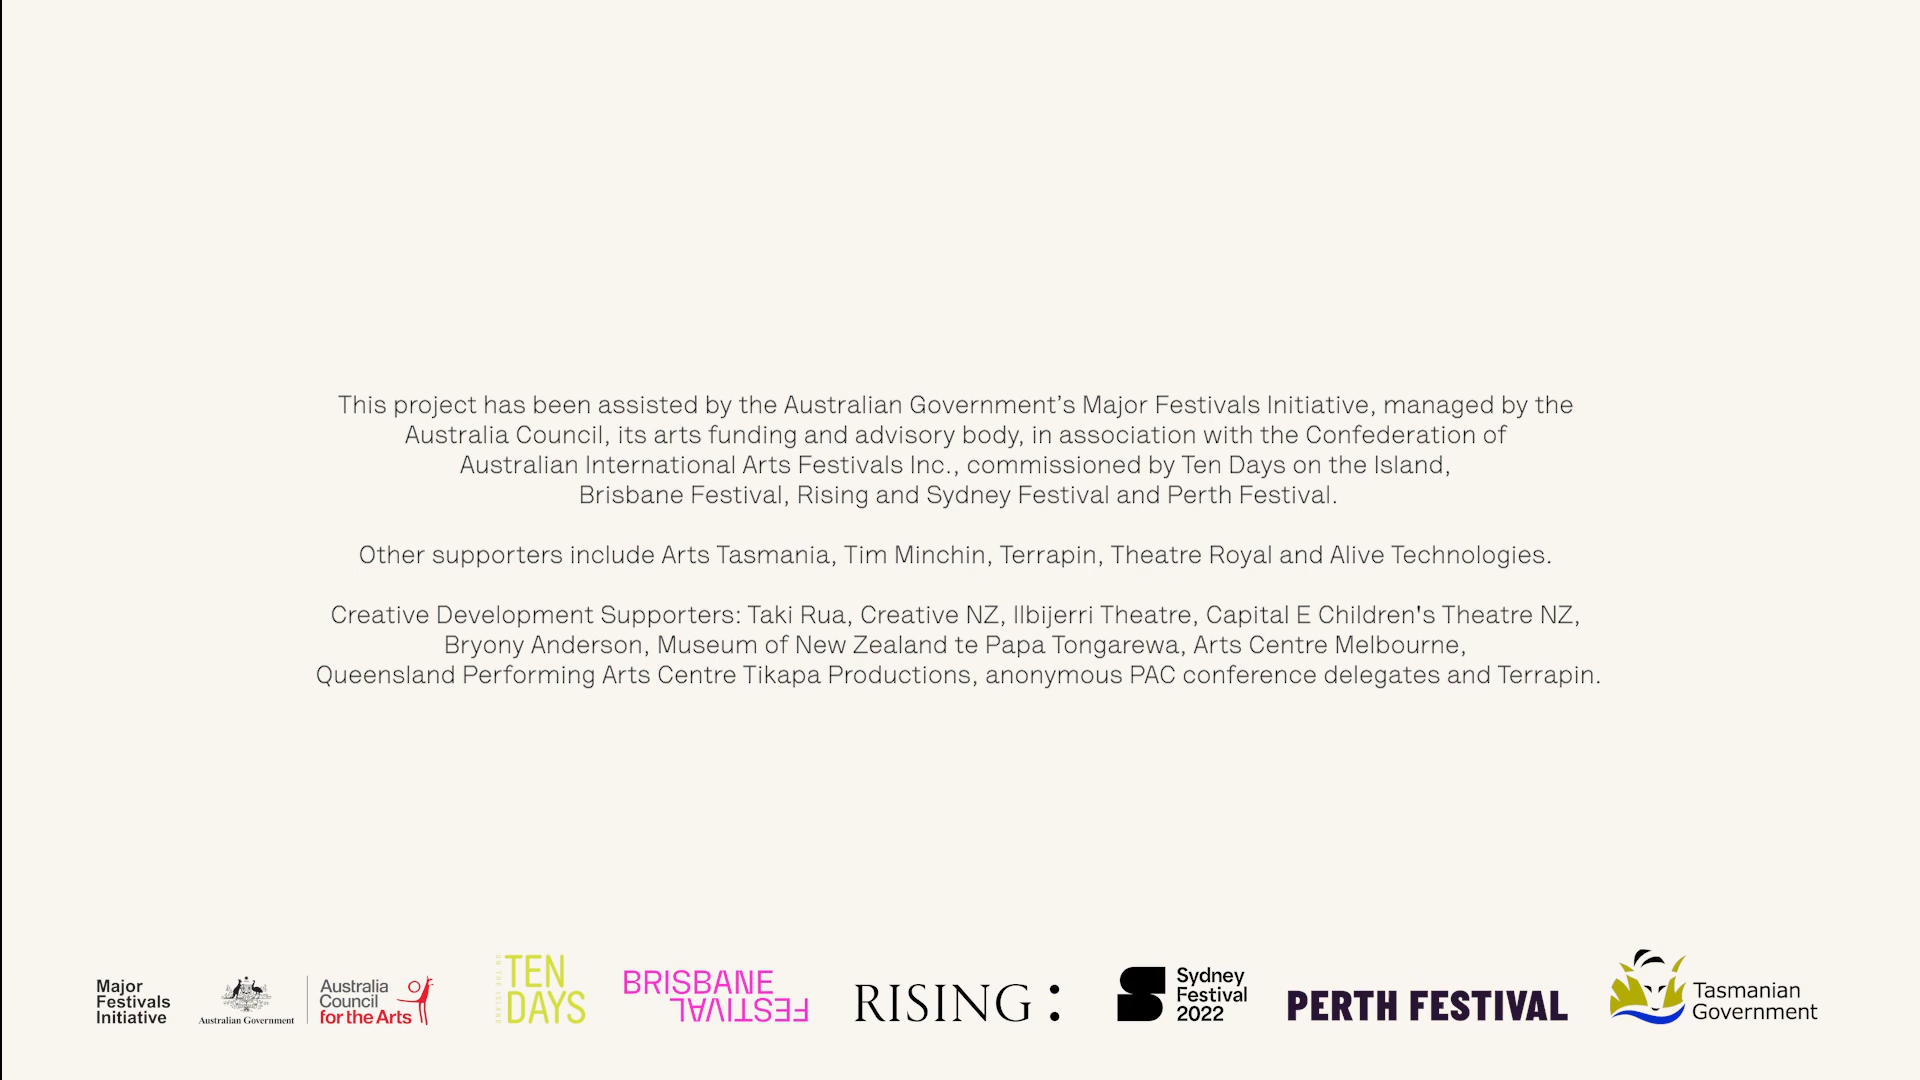 This project has been assisted by the Australian Government’s Major Festivals Initiative, managed by the
Australia Council, its arts funding and advisory body, in association with the Confederation of
Australian International Arts Festivals Inc., commissioned by Ten Days on the Island,
Brisbane Festival, Rising and Sydney Festival and Perth Festival.
Other supporters include Arts Tasmania, Tim Minchin, Terrapin, Theatre Royal and Alive Technologies.
Creative Development Supporters: Taki Rua, Creative NZ, Ilbijerri Theatre, Capital E Children's Theatre NZ,
Bryony Anderson, Museum of New Zealand te Papa Tongarewa, Arts Centre Melbourne,
Queensland Performing Arts Centre Tikapa Productions, anonymous PAC conference delegates and Terrapin.
Major
Festivals
Initiative
Australian Government
Australia
Council
for the Arts
TEN
DAYS
ON THE ISLAND
BRISBANE
FESTIVAL
RISING :
Sydney
Festival
2022
PERTH FESTIVAL
Tasmanian
Government